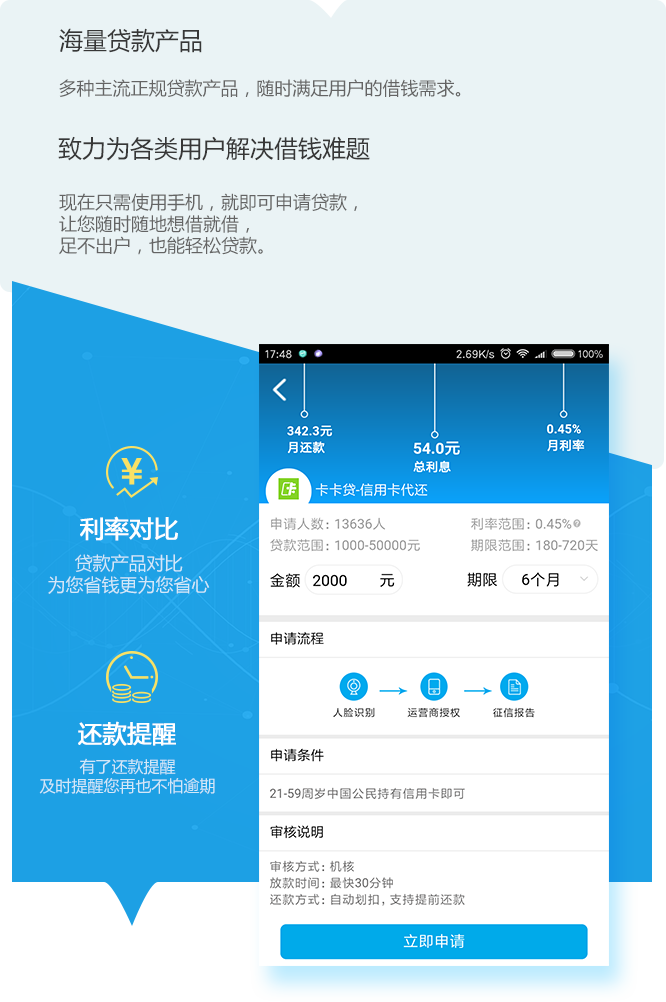 海量贷款产品
多种主流正规贷款产品，随时满足用户的借钱需求。
致力为各类用户解决借钱难题
现在只需使用手机，就即可申请贷款，
让您随时随地想借就借，
足不出户，也能轻松贷款。
¥
利率对比
贷款产品对比
为您省钱更为您省心
还款提醒
有了还款提醒
及时提醒您再也不怕逾期
17:48 2.69K/s 100%
342.3元
月还款
54.0元
总利息
0.45%
月利率
卡卡贷-信用卡代还
申请人数: 13636人 利率范围: 0.45%
贷款范围: 1000-50000元 期限范围: 180-720天
金额 2000 元 期限 6个月
申请流程
人脸识别 运营商授权 征信报告
申请条件
21-59周岁中国公民持有信用卡即可
审核说明
审核方式: 机核
放款时间: 最快30分钟
还款方式: 自动划扣, 支持提前还款
立即申请